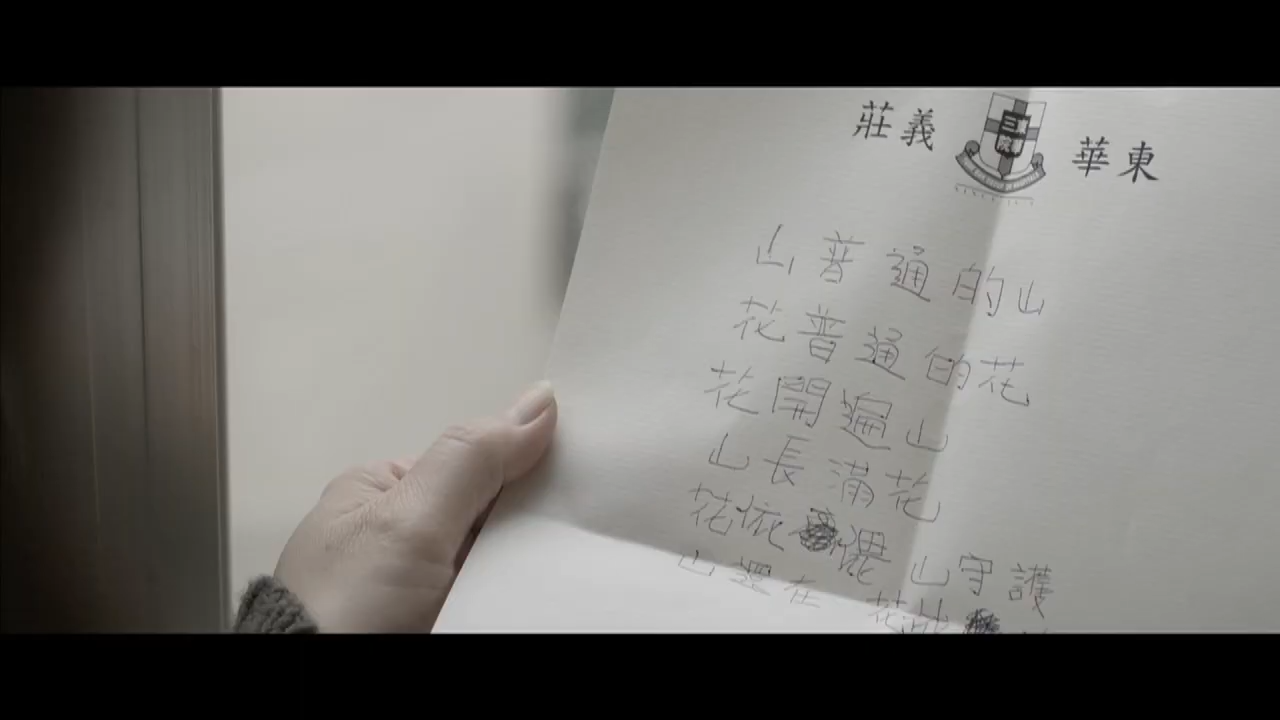 莊義 華東
山普通的山
花普通的花
花開遍山
山長滿花
花依偎山守護
山還在 花